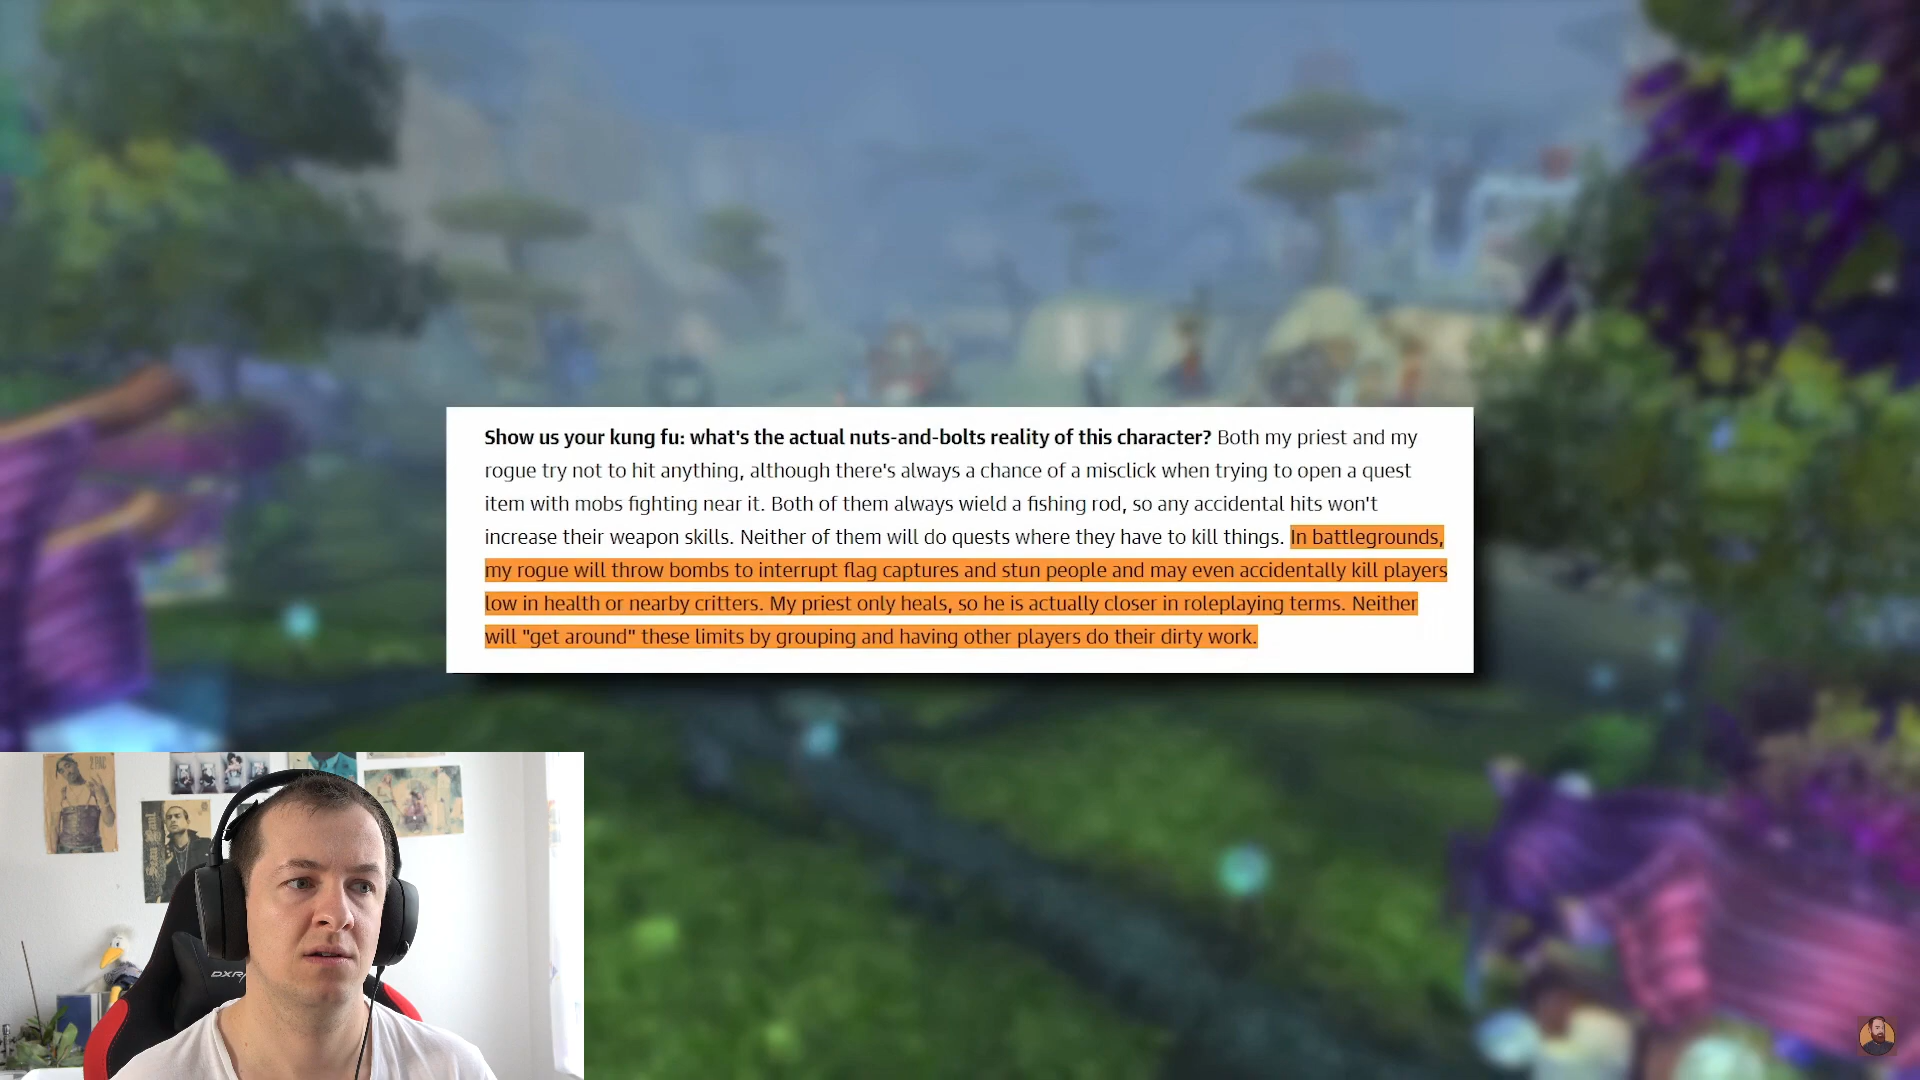 Show us your kung fu: what's the actual nuts-and-bolts reality of this character? Both my priest and my
rogue try not to hit anything, although there's always a chance of a misclick when trying to open a quest
item with mobs fighting near it. Both of them always wield a fishing rod, so any accidental hits won't
increase their weapon skills. Neither of them will do quests where they have to kill things. In battlegrounds,
my rogue will throw bombs to interrupt flag captures and stun people and may even accidentally kill players
low in health or nearby critters. My priest only heals, so he is actually closer in roleplaying terms. Neither
will "get around" these limits by grouping and having other players do their dirty work.
DXR